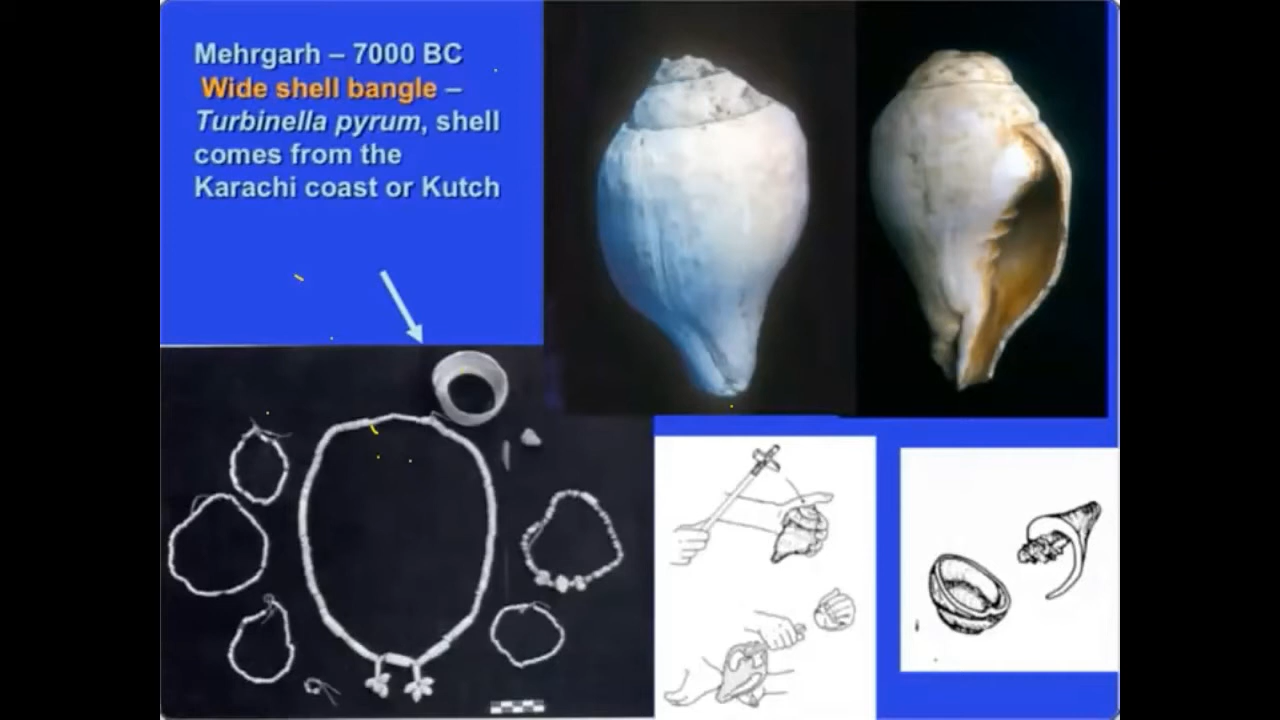 Mehrgarh – 7000 BC
Wide shell bangle –
Turbinella pyrum, shell
comes from the
Karachi coast or Kutch